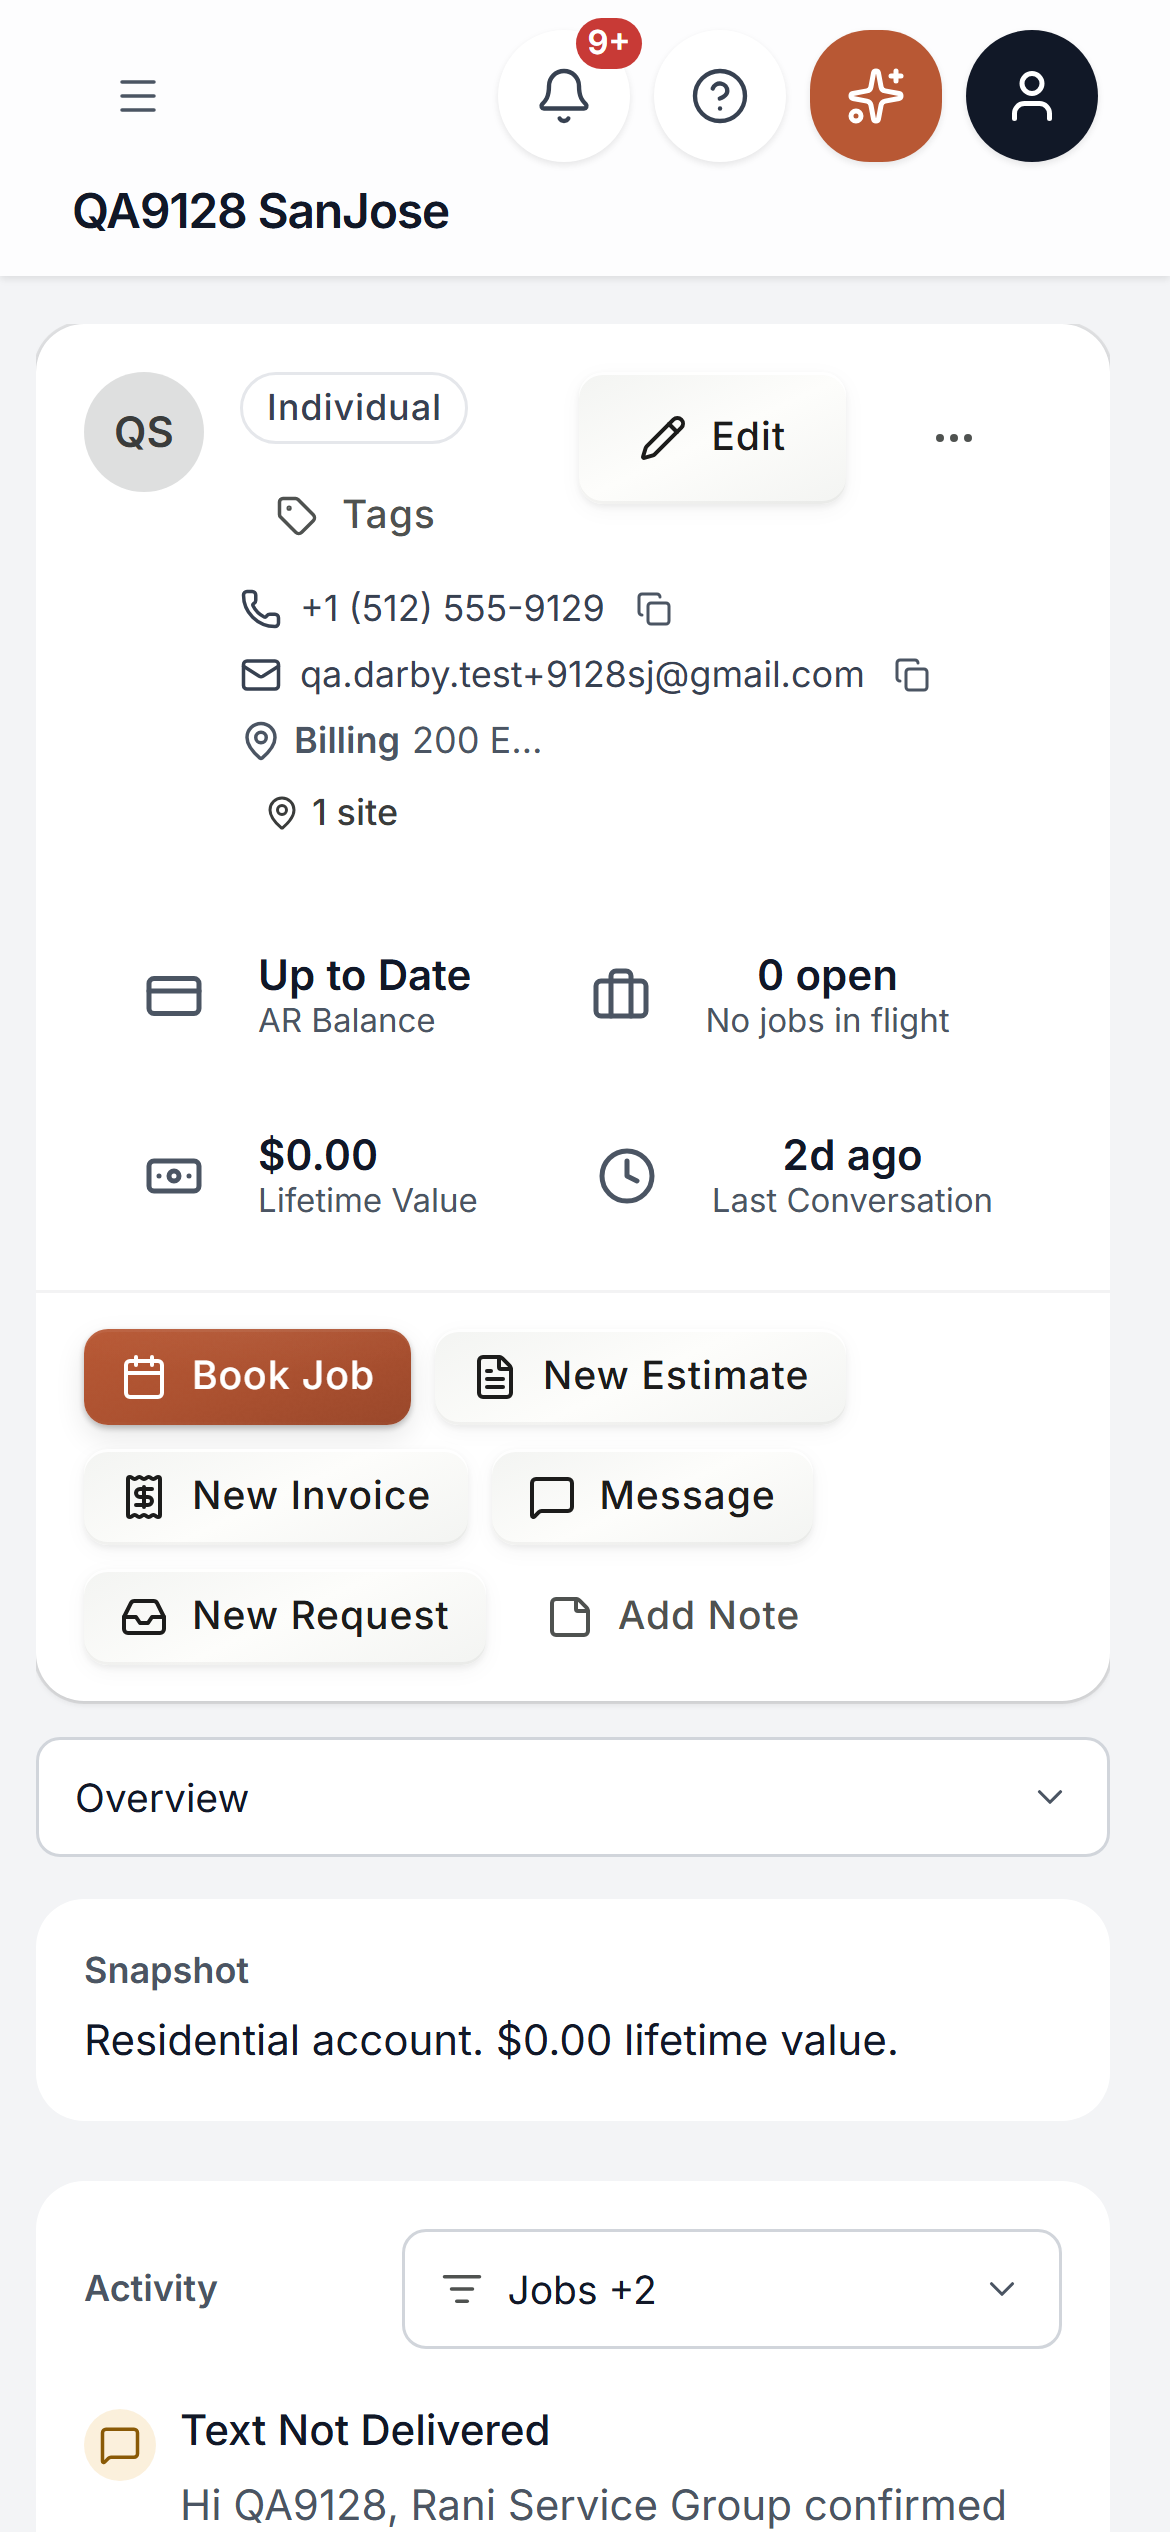 9+
QA9128 SanJose
QS
Individual
Edit
Tags
+1 (512) 555-9129
qa.darby.test+9128sj@gmail.com
Billing 200 E...
1 site
Up to Date
AR Balance
0 open
No jobs in flight
$0.00
Lifetime Value
2d ago
Last Conversation
Book Job
New Estimate
New Invoice
Message
New Request
Add Note
Overview
Snapshot
Residential account. $0.00 lifetime value.
Activity
Jobs +2
Text Not Delivered
Hi QA9128, Rani Service Group confirmed